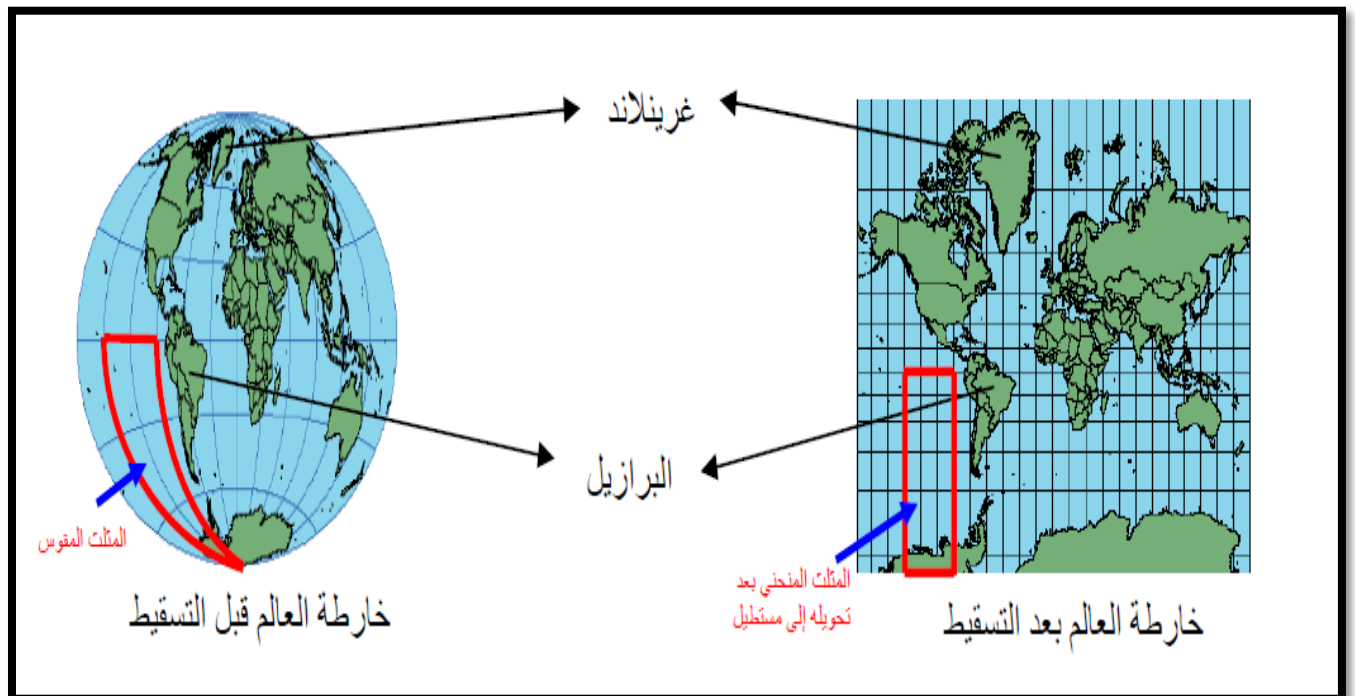 غرينلاند
البرازيل
المثلث المقوس
خارطة العالم قبل التسقيط
المثلث المنحني بعد
تحويله إلى مستطيل
خارطة العالم بعد التسقيط